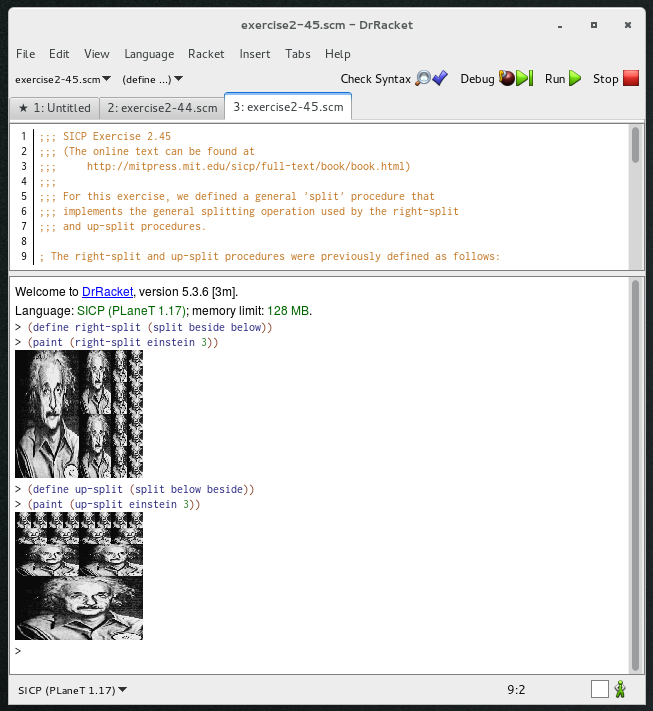 exercise2-45.scm - DrRacket
File Edit View Language Racket Insert Tabs Help
exercise2-45.scm (define ...) Check Syntax Debug Run Stop
★ 1: Untitled 2: exercise2-44.scm 3: exercise2-45.scm
1 ;;; SICP Exercise 2.45
2 ;;; (The online text can be found at
3 ;;; http://mitpress.mit.edu/sicp/full-text/book/book.html)
4 ;;;
5 ;;; For this exercise, we defined a general 'split' procedure that
6 ;;; implements the general splitting operation used by the right-split
7 ;;; and up-split procedures.
8
9 ; The right-split and up-split procedures were previously defined as follows:
Welcome to DrRacket, version 5.3.6 [3m].
Language: SICP (PLaneT 1.17); memory limit: 128 MB.
> (define right-split (split beside below))
> (paint (right-split einstein 3))
> (define up-split (split below beside))
> (paint (up-split einstein 3))
>
SICP (PLaneT 1.17) 9:2